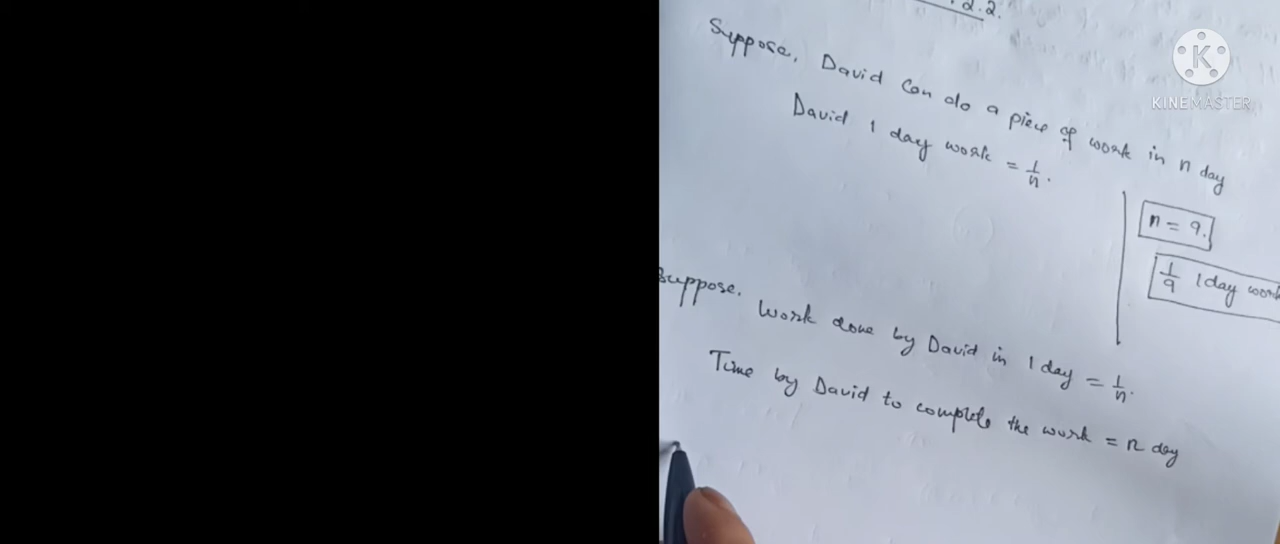 2.2.
Suppose, David Can do a piece of work in n day
David 1 day work = 1/n.
n = 9.
1/9 1 day work
Suppose. Work done by David in 1 day = 1/n.
Time by David to complete the work = n day
K
KINEMASTER